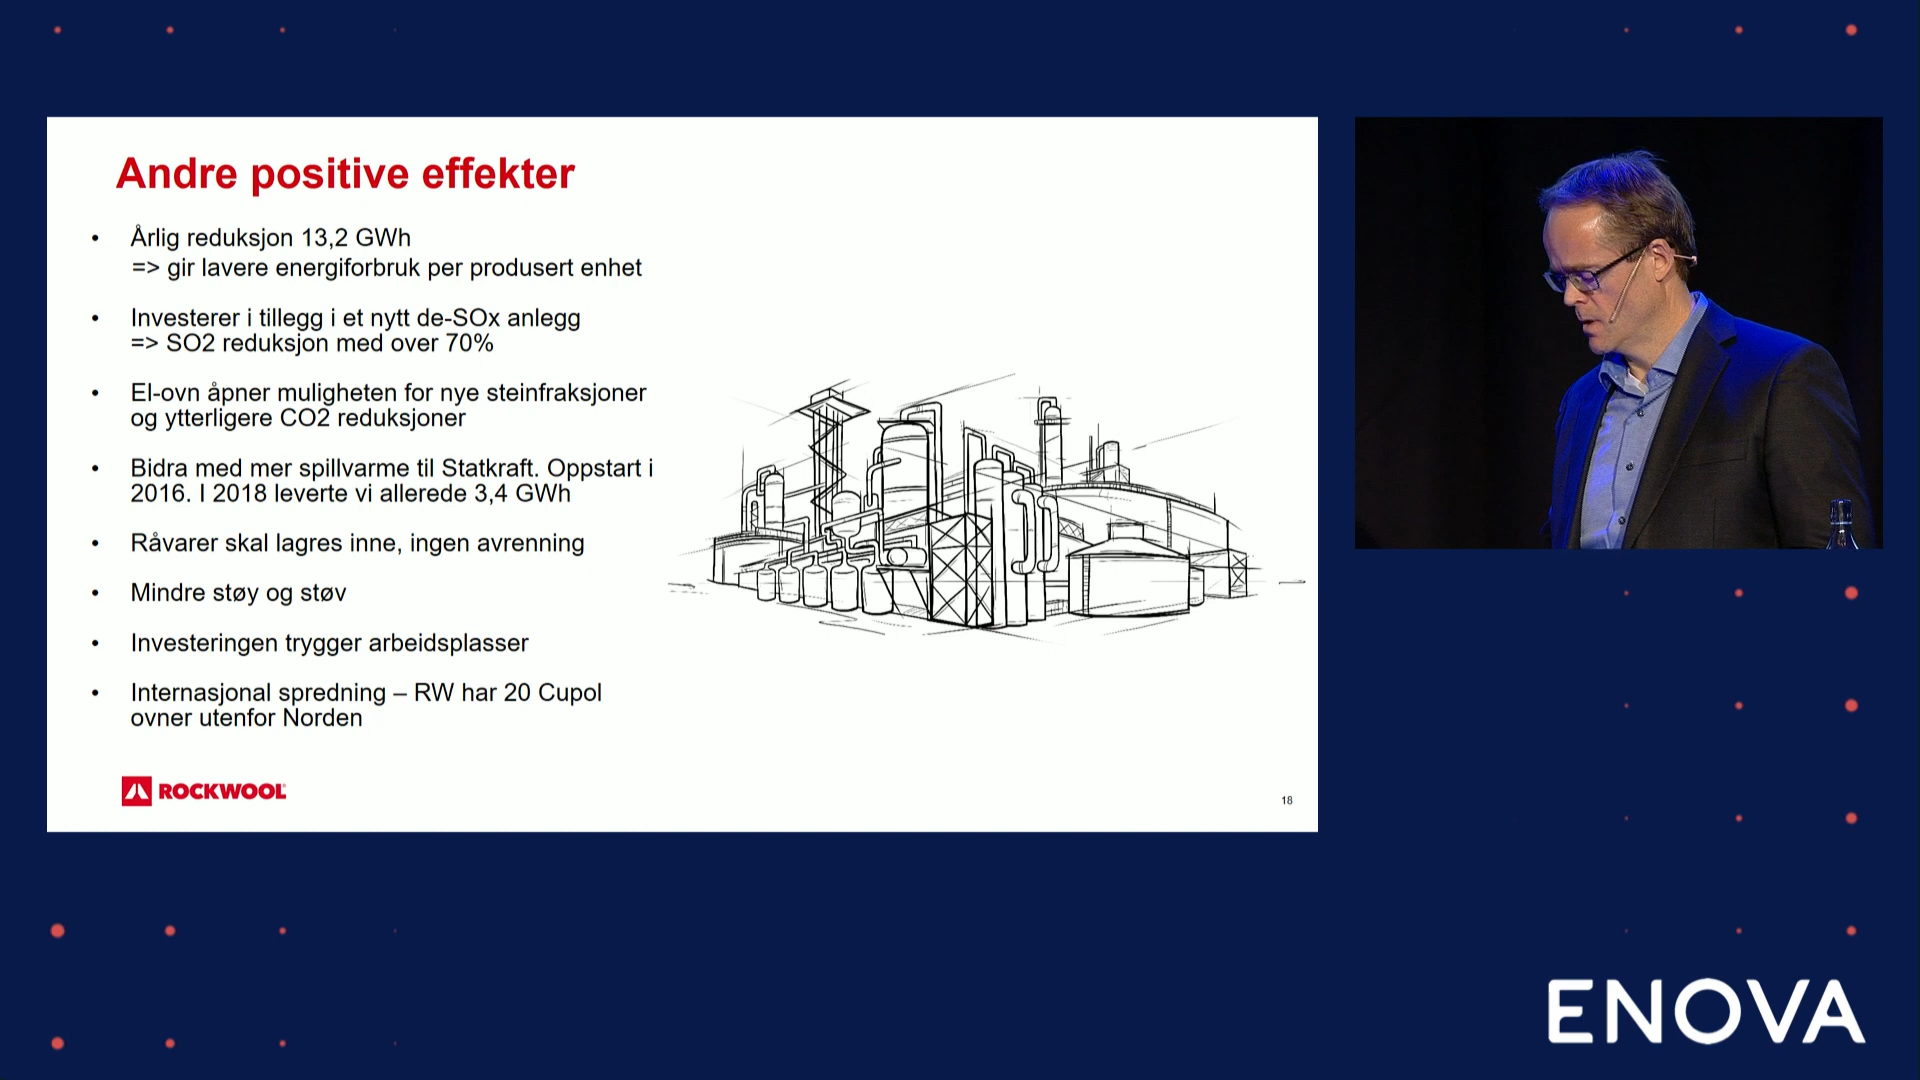 Andre positive effekter
• Årlig reduksjon 13,2 GWh
=> gir lavere energiforbruk per produsert enhet
• Investerer i tillegg i et nytt de-SOx anlegg
=> SO2 reduksjon med over 70%
• El-ovn åpner muligheten for nye steinfraksjoner
og ytterligere CO2 reduksjoner
• Bidra med mer spillvarme til Statkraft. Oppstart i
2016. I 2018 leverte vi allerede 3,4 GWh
• Råvarer skal lagres inne, ingen avrenning
• Mindre støy og støv
• Investeringen trygger arbeidsplasser
• Internasjonal spredning – RW har 20 Cupol
ovner utenfor Norden
ROCKWOOL
18
ENOVA